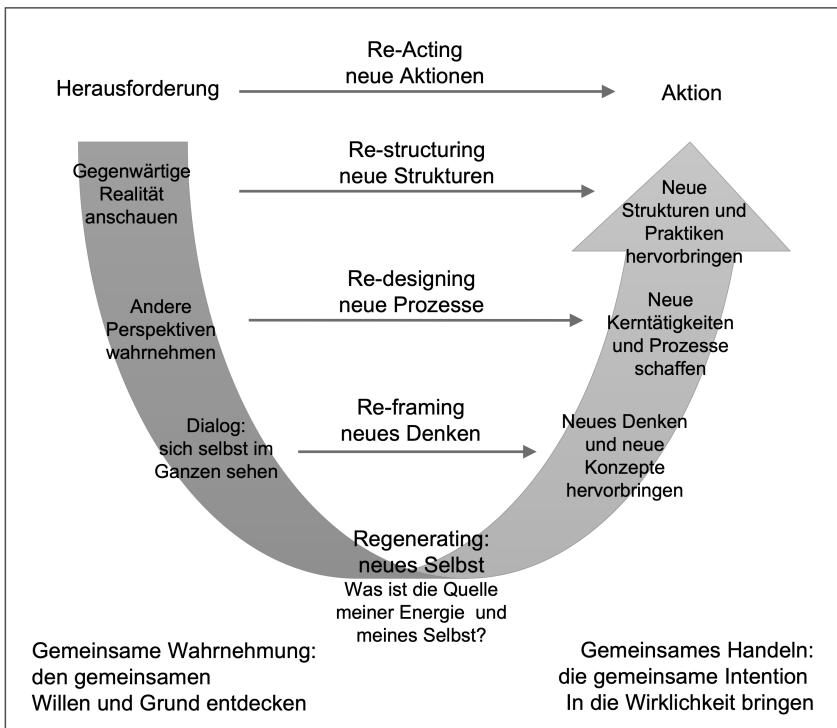 Re-Acting
neue Aktionen
Herausforderung
Aktion
Re-structuring
neue Strukturen
Gegenwärtige
Realität
anschauen
Neue
Strukturen und
Praktiken
hervorbringen
Re-designing
neue Prozesse
Andere
Perspektiven
wahrnehmen
Neue
Kerntätigkeiten
und Prozesse
schaffen
Re-framing
neues Denken
Dialog:
sich selbst im
Ganzen sehen
Neues Denken
und neue
Konzepte
hervorbringen
Regenerating:
neues Selbst
Was ist die Quelle
meiner Energie und
meines Selbst?
Gemeinsame Wahrnehmung:
den gemeinsamen
Willen und Grund entdecken
Gemeinsames Handeln:
die gemeinsame Intention
In die Wirklichkeit bringen